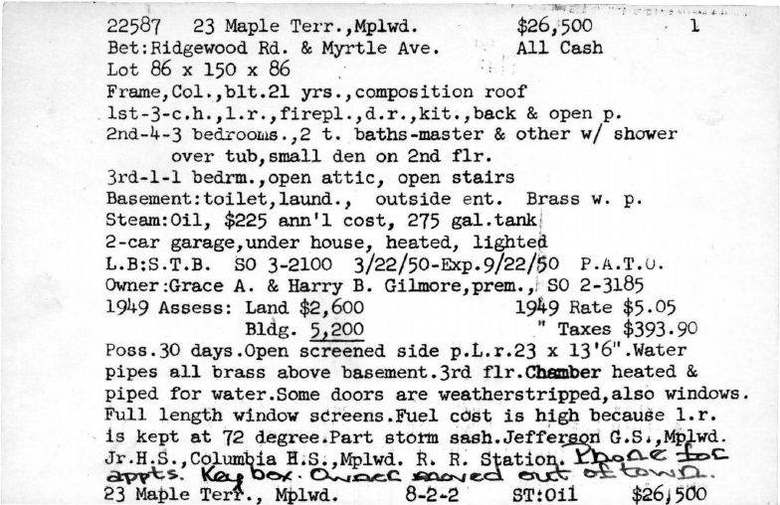 22587 23 Maple Terr.,Mplwd. $26,500 1
Bet:Ridgewood Rd. & Myrtle Ave. All Cash
Lot 86 x 150 x 86
Frame,Col.,blt.21 yrs.,composition roof
1st-3-c.h.,l.r.,firepl.,d.r.,kit.,back & open p.
2nd-4-3 bedrooms.,2 t. baths-master & other w/ shower
over tub,small den on 2nd flr.
3rd-1-1 bedrm.,open attic, open stairs
Basement:toilet,laund., outside ent. Brass w. p.
Steam:Oil, $225 ann'l cost, 275 gal.tank
2-car garage,under house, heated, lighted
L.B:S.T.B. SO 3-2100 3/22/50-Exp.9/22/50 P.A.T.O.
Owner:Grace A. & Harry B. Gilmore,prem., SO 2-3185
1949 Assess: Land $2,600 1949 Rate $5.05
Bldg. 5,200 " Taxes $393.90
Poss.30 days.Open screened side p.L.r.23 x 13'6".Water
pipes all brass above basement.3rd flr.Chamber heated &
piped for water.Some doors are weatherstripped,also windows.
Full length window screens.Fuel cost is high because l.r.
is kept at 72 degree.Part storm sash.Jefferson G.S.,Mplwd.
Jr.H.S.,Columbia H.S.,Mplwd. R. R. Station. Phone for
appts. Key box. Owner moved out of town.
23 Maple Terr., Mplwd. 8-2-2 ST:Oil $26,500